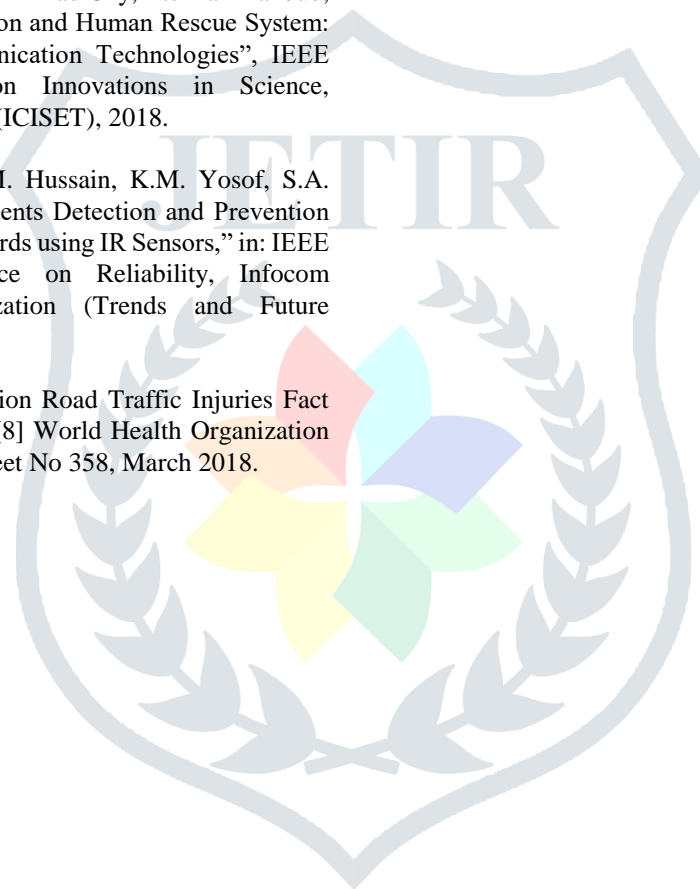 on and Human Rescue System:
nication Technologies”, IEEE
on Innovations in Science,
(ICISET), 2018.
M. Hussain, K.M. Yosof, S.A.
ents Detection and Prevention
rds using IR Sensors,” in: IEEE
ce on Reliability, Infocom
zation (Trends and Future
ion Road Traffic Injuries Fact
[8] World Health Organization
eet No 358, March 2018.
JETIR